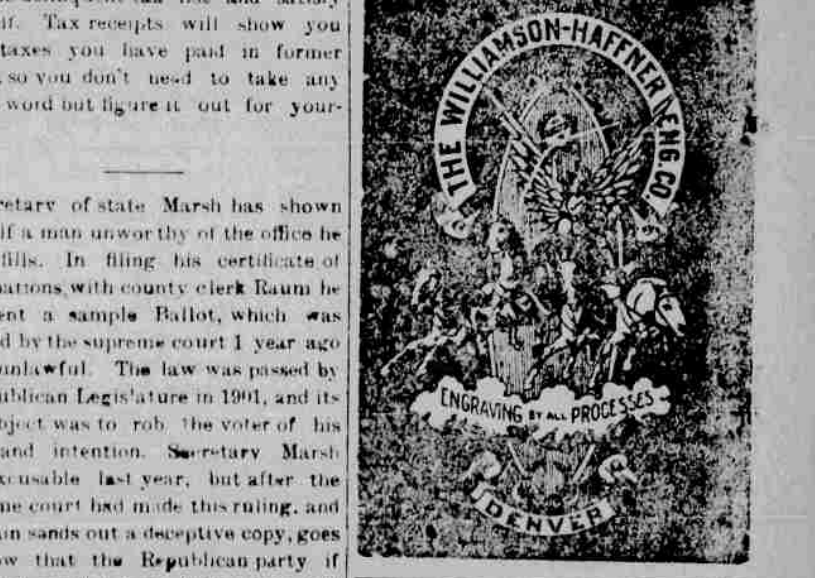 Tax receipts will show you
taxes you have paid in former
so you don't need to take any
word but figure it out for your-
retary of state Marsh has shown
lf a man unworthy of the office he
fills. In filing his certificate of
nations, with county clerk Raum he
ent a sample Ballot, which was
d by the supreme court 1 year ago
unlawful. The law was passed by
ublican Legislature in 1901, and its
bject was to rob the voter of his
and intention. Secretary Marsh
xcusable last year, but after the
me court had made this ruling, and
in sands out a deceptive copy, goes
ow that the Republican party if
THE WILLIAMSON-HAFFNER ENG. CO.
ENGRAVING BY ALL PROCESSES
DENVER